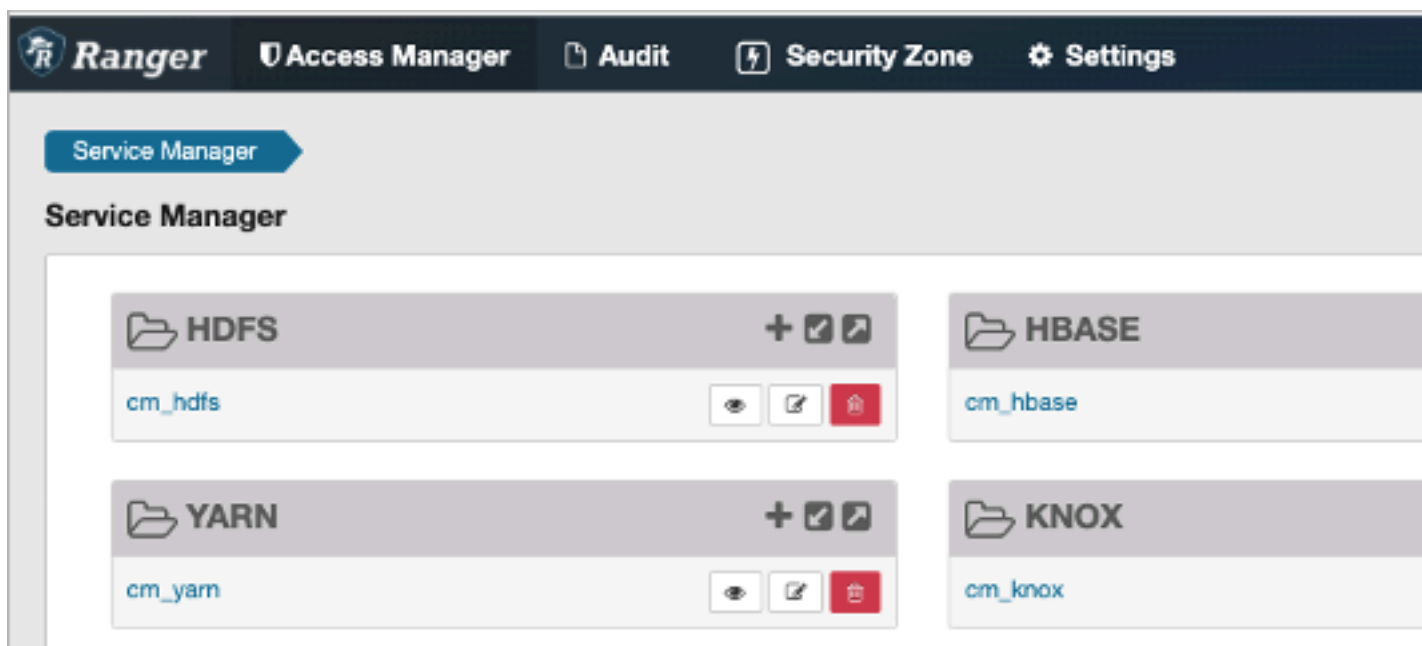 Ranger Access Manager Audit Security Zone Settings
Service Manager
Service Manager
HDFS HBASE
cm_hdfs cm_hbase
YARN KNOX
cm_yarn cm_knox